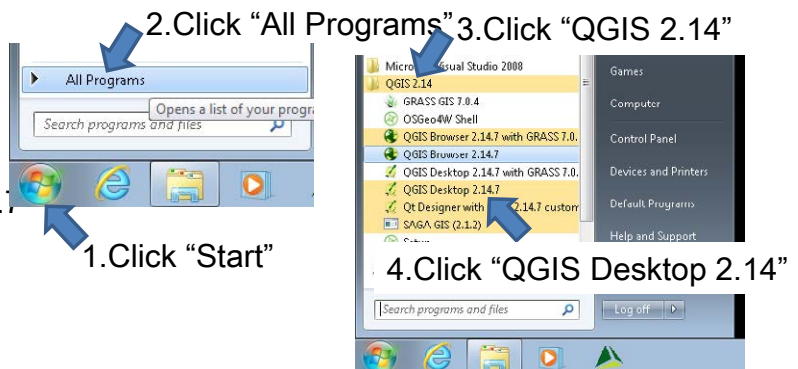 2.Click “All Programs”
3.Click “QGIS 2.14”
All Programs
Opens a list of your progra
Search programs and files
1.Click “Start”
Visual Studio 2008
QGIS 2.14
GRASS GIS 7.0.4
OSGeo4W Shell
QGIS Browser 2.14.7 with GRASS 7.0.
QGIS Browser 2.14.7
QGIS Desktop 2.14.7 with GRASS 7.0.
QGIS Desktop 2.14.7
Qt Designer with 2.14.7 custom
SAGA GIS (2.1.2)
4.Click “QGIS Desktop 2.14”
Search programs and files
Games
Computer
Control Panel
Devices and Printers
Default Programs
Help and Support
Log off